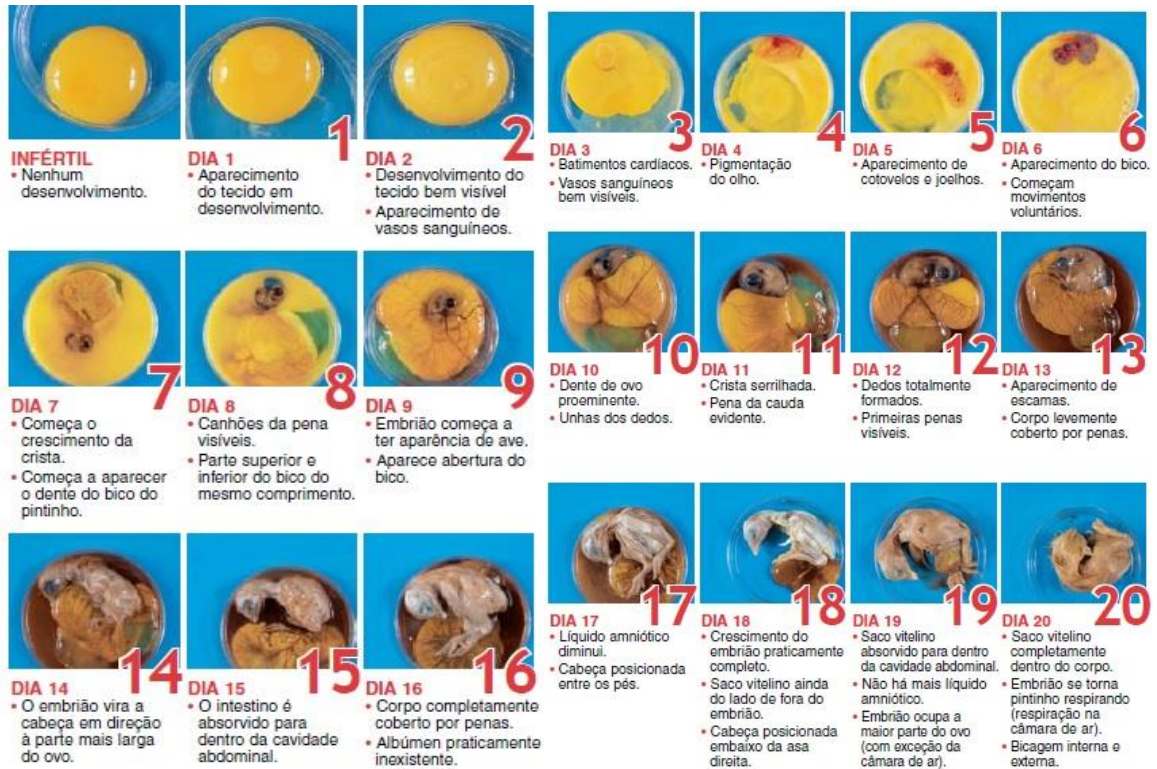 INFÉRTIL
• Nenhum
desenvolvimento.
1
DIA 1
• Aparecimento
do tecido em
desenvolvimento.
2
DIA 2
• Desenvolvimento do
tecido bem visível
• Aparecimento de
vasos sanguíneos.
3
DIA 3
• Batimentos cardíacos.
• Vasos sanguíneos
bem visíveis.
4
DIA 4
• Pigmentação
do olho.
5
DIA 5
• Aparecimento de
cotovelos e joelhos.
6
DIA 6
• Aparecimento do bico.
• Começam
movimentos
voluntários.
7
DIA 7
• Começa o
crescimento da
crista.
• Começa a aparecer
o dente do bico do
pintinho.
8
DIA 8
• Canhões da pena
visíveis.
• Parte superior e
inferior do bico do
mesmo comprimento.
9
DIA 9
• Embrião começa a
ter aparência de ave.
• Aparece abertura do
bico.
10
DIA 10
• Dente de ovo
proeminente.
• Unhas dos dedos.
11
DIA 11
• Crista serrilhada.
• Pena da cauda
evidente.
12
DIA 12
• Dedos totalmente
formados.
• Primeiras penas
visíveis.
13
DIA 13
• Aparecimento de
escamas.
• Corpo levemente
coberto por penas.
14
DIA 14
• O embrião vira a
cabeça em direção
à parte mais larga
do ovo.
15
DIA 15
• O intestino é
absorvido para
dentro da cavidade
abdominal.
16
DIA 16
• Corpo completamente
coberto por penas.
• Albúmen praticamente
inexistente.
17
DIA 17
• Líquido amniótico
diminui.
• Cabeça posicionada
entre os pés.
18
DIA 18
• Crescimento do
embrião praticamente
completo.
• Saco vitelino ainda
do lado de fora do
embrião.
• Cabeça posicionada
embaixo da asa
direita.
19
DIA 19
• Saco vitelino
absorvido para dentro
da cavidade abdominal.
• Não há mais líquido
amniótico.
• Embrião ocupa a
maior parte do ovo
(com exceção da
câmara de ar).
20
DIA 20
• Saco vitelino
completamente
dentro do corpo.
• Embrião se torna
pintinho respirando
(respiração na
câmara de ar).
• Bicagem interna e
externa.